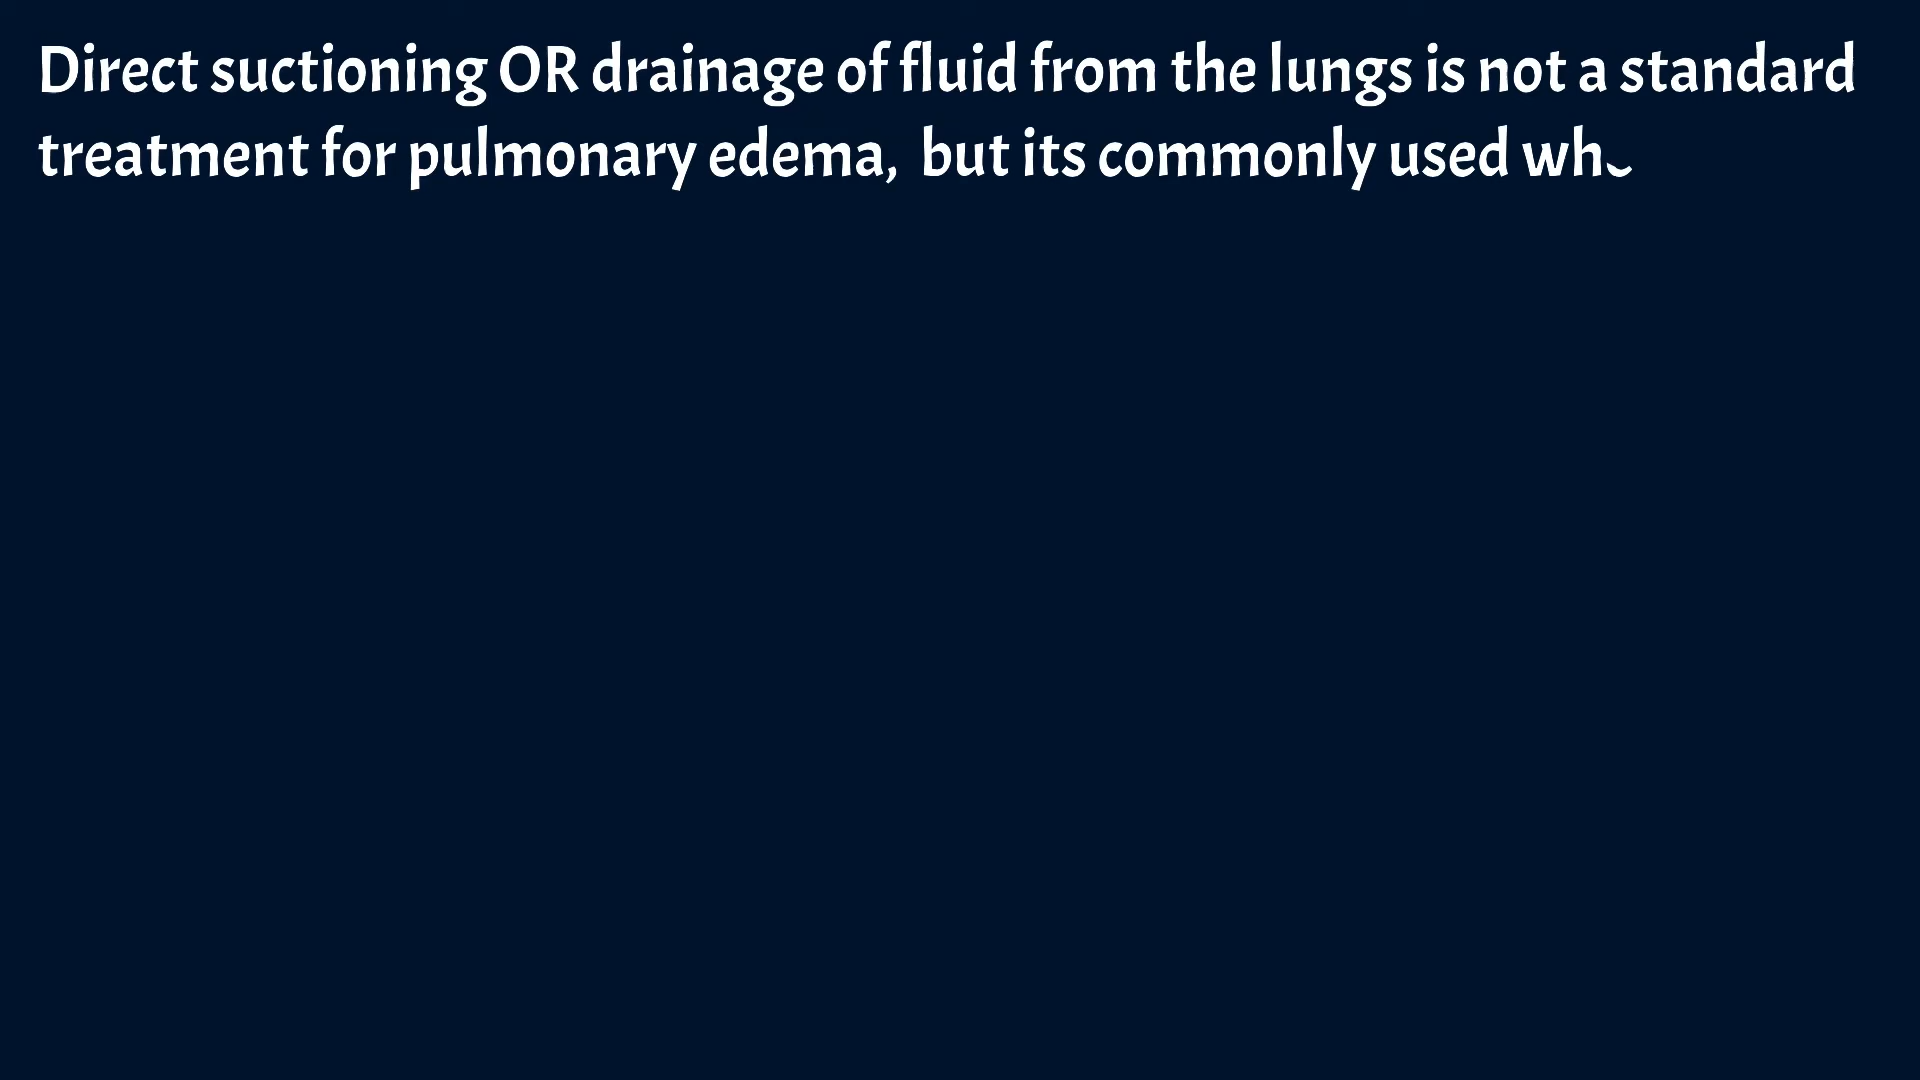 Direct suctioning OR drainage of fluid from the lungs is not a standard
treatment for pulmonary edema,  but its commonly used wh